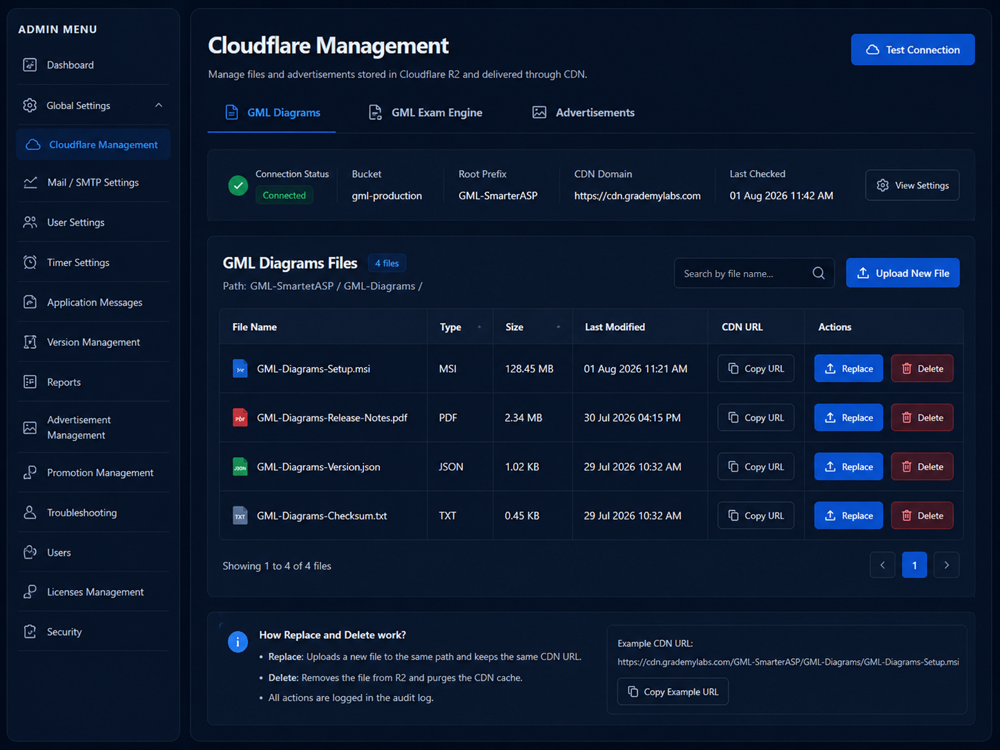 ADMIN MENU
Dashboard
Global Settings
Cloudflare Management
Mail / SMTP Settings
User Settings
Timer Settings
Application Messages
Version Management
Reports
Advertisement
Management
Promotion Management
Troubleshooting
Users
Licenses Management
Security
Cloudflare Management
Test Connection
Manage files and advertisements stored in Cloudflare R2 and delivered through CDN.
GML Diagrams GML Exam Engine Advertisements
Connection Status Bucket Root Prefix CDN Domain Last Checked
Connected gml-production GML-SmarterASP https://cdn.grademylabs.com 01 Aug 2026 11:42 AM
View Settings
GML Diagrams Files 4 files
Path: GML-SmartetASP / GML-Diagrams /
Search by file name...
Upload New File
File Name Type Size Last Modified CDN URL Actions
GML-Diagrams-Setup.msi MSI 128.45 MB 01 Aug 2026 11:21 AM Copy URL Replace Delete
GML-Diagrams-Release-Notes.pdf PDF 2.34 MB 30 Jul 2026 04:15 PM Copy URL Replace Delete
JSON GML-Diagrams-Version.json JSON 1.02 KB 29 Jul 2026 10:32 AM Copy URL Replace Delete
TXT GML-Diagrams-Checksum.txt TXT 0.45 KB 29 Jul 2026 10:32 AM Copy URL Replace Delete
Showing 1 to 4 of 4 files
1
How Replace and Delete work?
• Replace: Uploads a new file to the same path and keeps the same CDN URL.
• Delete: Removes the file from R2 and purges the CDN cache.
• All actions are logged in the audit log.
Example CDN URL:
https://cdn.grademylabs.com/GML-SmarterASP/GML-Diagrams/GML-Diagrams-Setup.msi
Copy Example URL